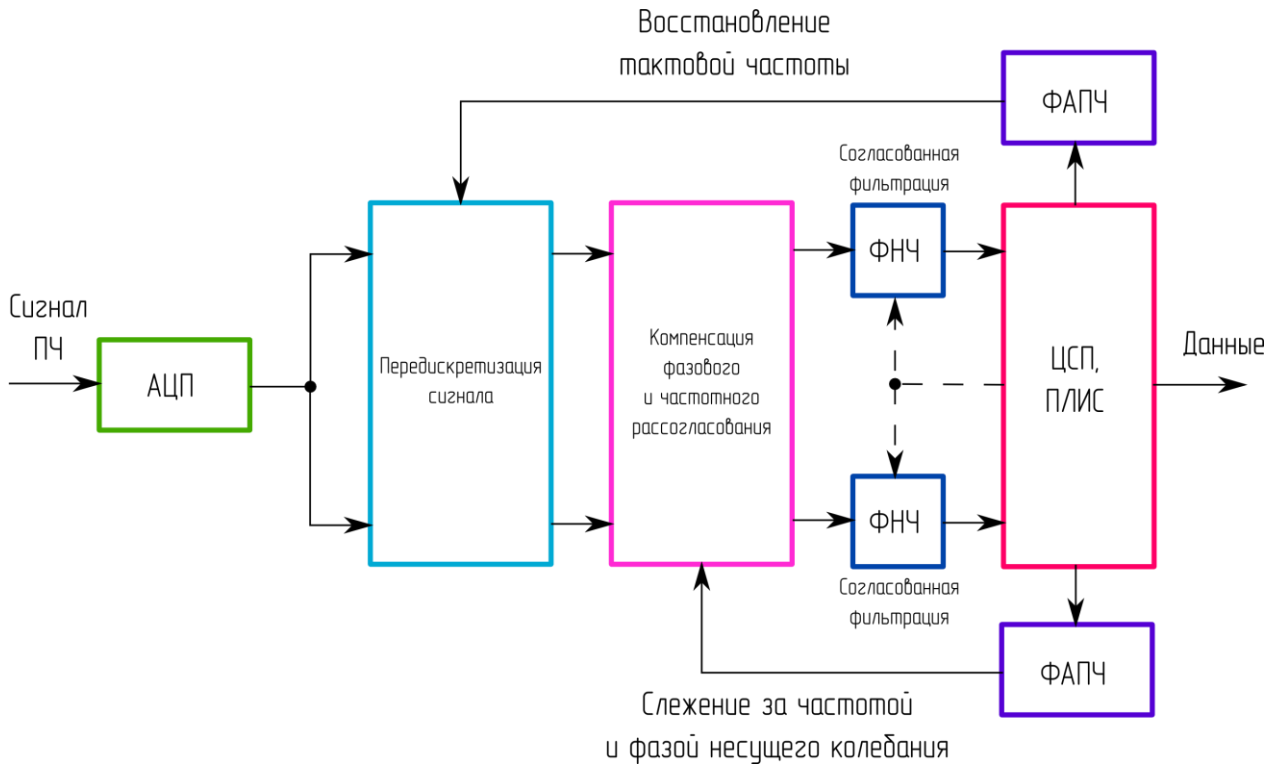 Восстановление
тактовой частоты
ФАПЧ
Согласованная
фильтрация
ФНЧ
Сигнал
ПЧ
АЦП
Передискретизация
сигнала
Компенсация
фазового
и частотного
рассогласования
ЦСП,
ПЛИС
Данные
ФНЧ
Согласованная
фильтрация
ФАПЧ
Слежение за частотой
и фазой несущего колебания